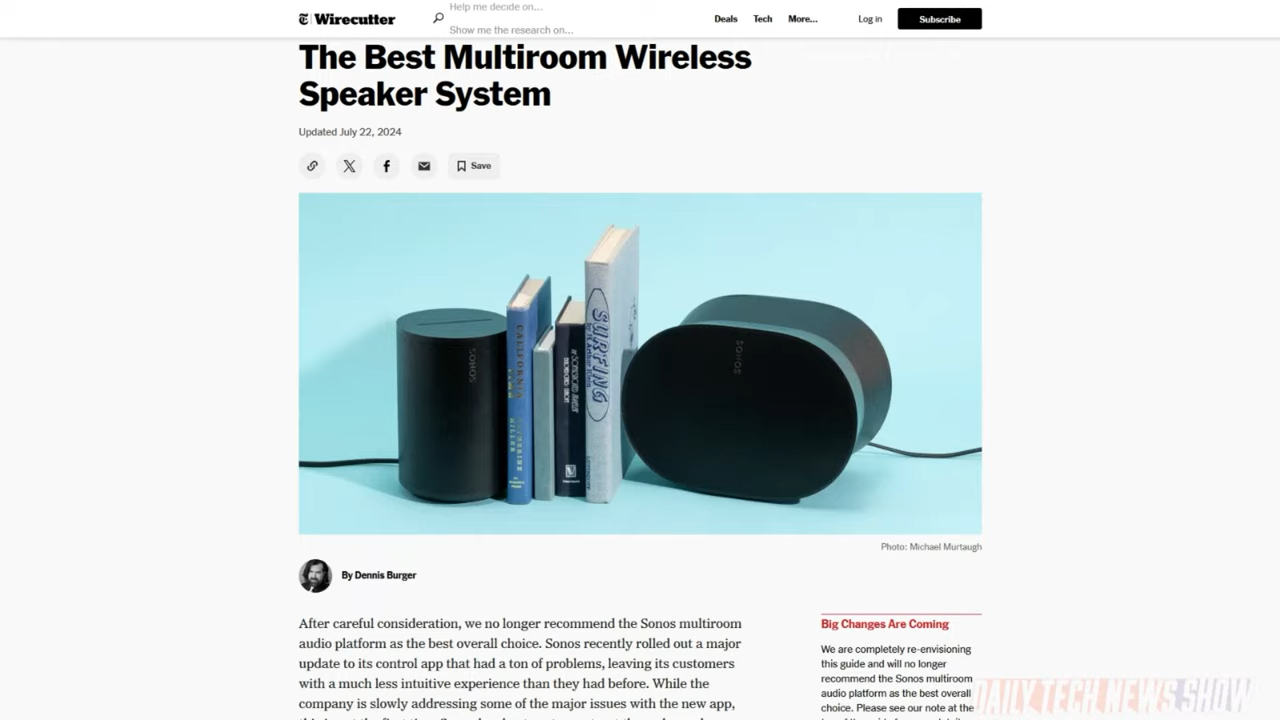 Wirecutter
Help me decide on...
Show me the research on...
Deals
Tech
More...
Log in
Subscribe
The Best Multiroom Wireless
Speaker System
Updated July 22, 2024
Save
SONOS
CALIFORNIA
SURFING
SONOS
Photo: Michael Murtaugh
By Dennis Burger
After careful consideration, we no longer recommend the Sonos multiroom
audio platform as the best overall choice. Sonos recently rolled out a major
update to its control app that had a ton of problems, leaving its customers
with a much less intuitive experience than they had before. While the
company is slowly addressing some of the major issues with the new app,
Big Changes Are Coming
We are completely re-envisioning
this guide and will no longer
recommend the Sonos multiroom
audio platform as the best overall
choice. Please see our note at the
DAILY TECH NEWS SHOW